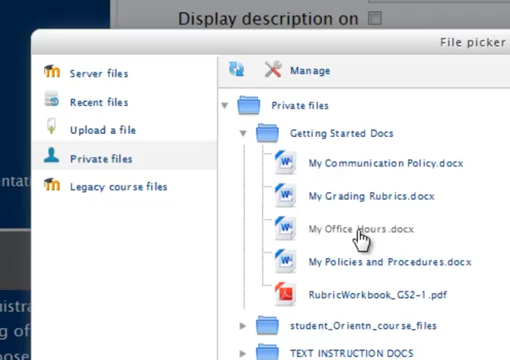 Display description on
File picker
Server files
Recent files
Upload a file
Private files
Legacy course files
Manage
Private files
Getting Started Docs
My Communication Policy.docx
My Grading Rubrics.docx
My Office Hours.docx
My Policies and Procedures.docx
RubricWorkbook_GS2-1.pdf
student_Orientn_course_files
TEXT INSTRUCTION DOCS